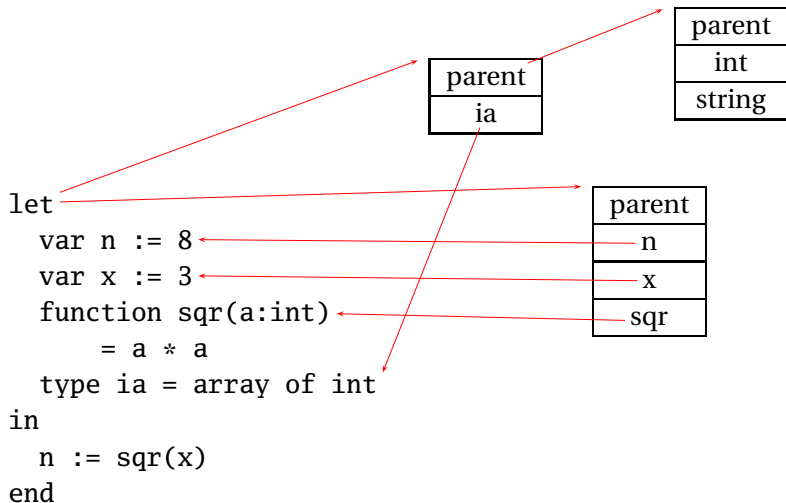 parent
int
string
parent
ia
parent
n
x
sqr
let
  var n := 8
  var x := 3
  function sqr(a:int)
      = a * a
  type ia = array of int
in
  n := sqr(x)
end